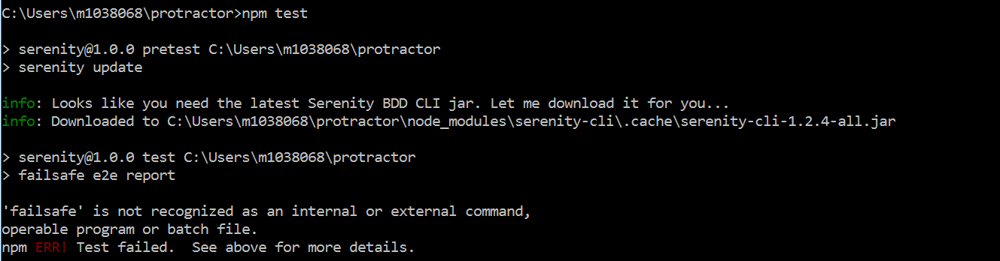 C:\Users\m1038068\protractor>npm test
> serenity@1.0.0 pretest C:\Users\m1038068\protractor
> serenity update
info: Looks like you need the latest Serenity BDD CLI jar. Let me download it for you...
info: Downloaded to C:\Users\m1038068\protractor\node_modules\serenity-cli\.cache\serenity-cli-1.2.4-all.jar
> serenity@1.0.0 test C:\Users\m1038068\protractor
> failsafe e2e report
'failsafe' is not recognized as an internal or external command,
operable program or batch file.
npm ERR! Test failed.  See above for more details.